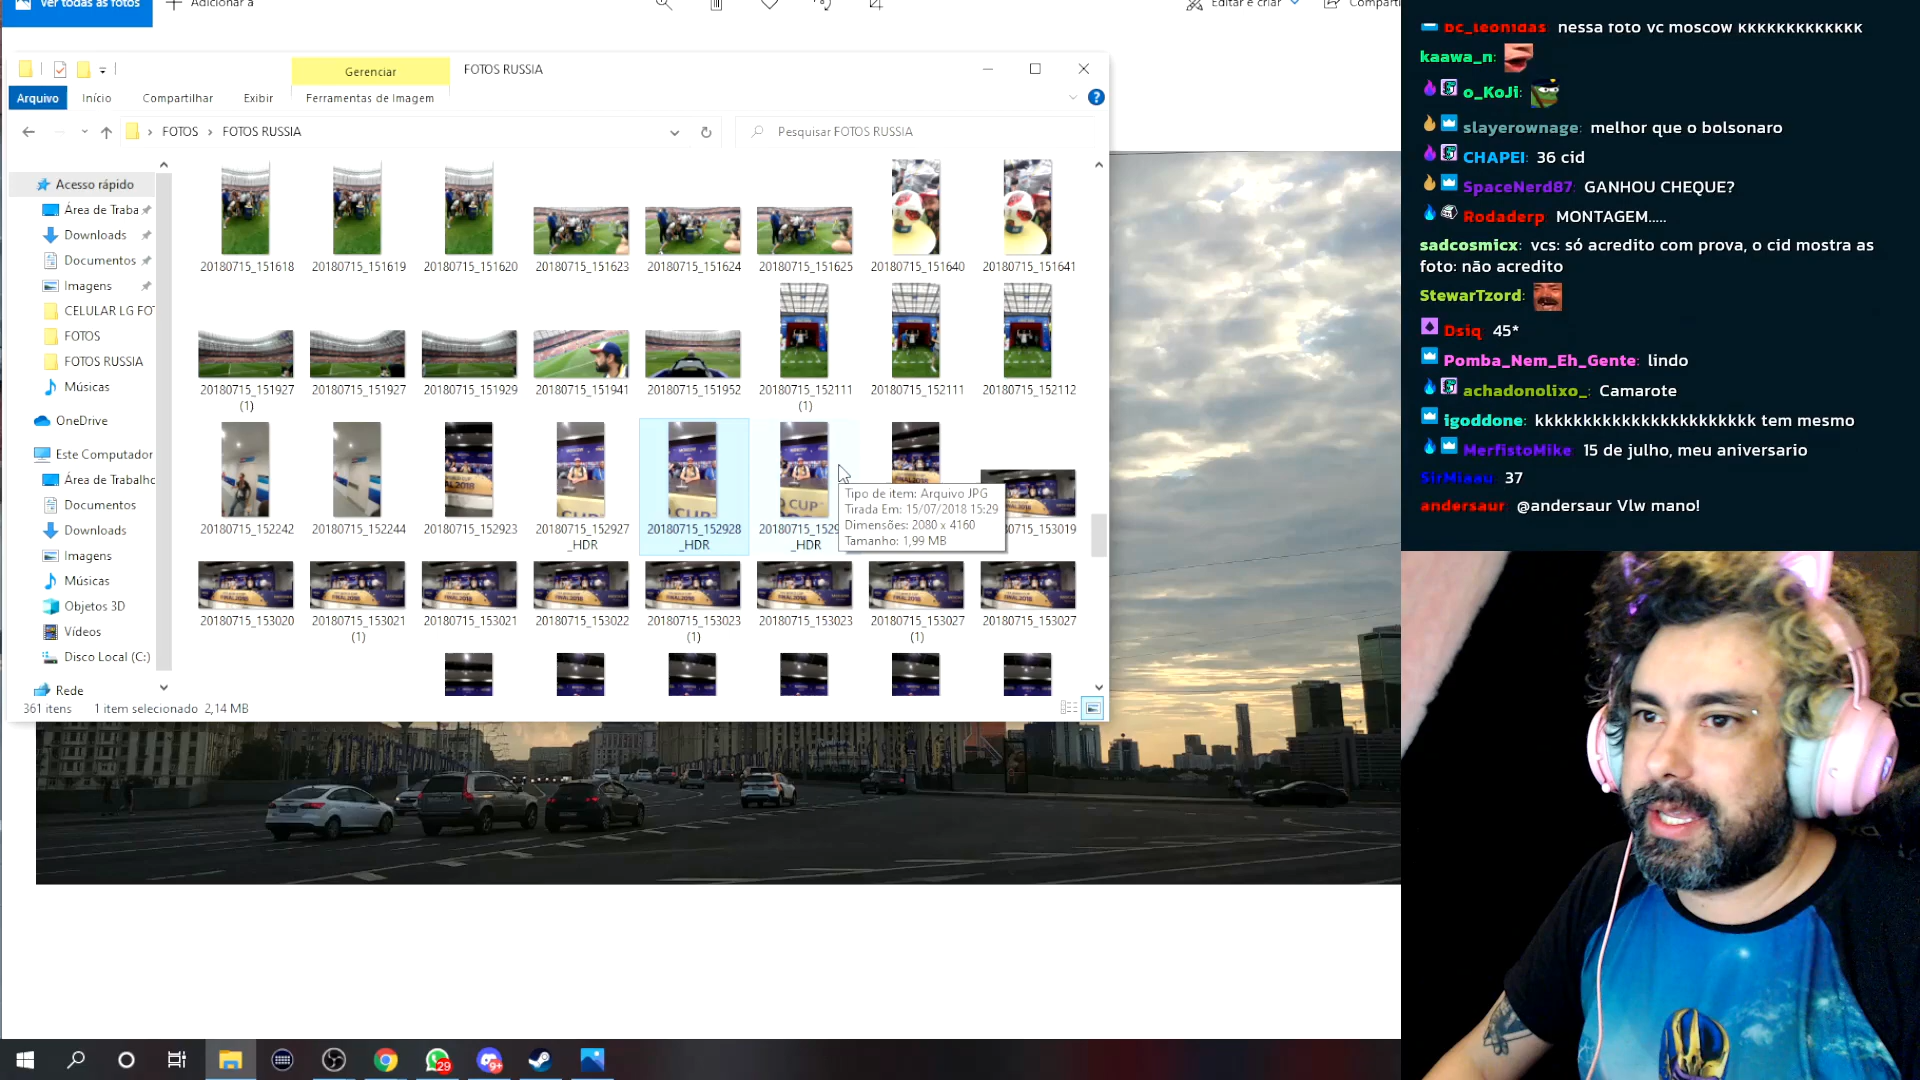 Ver todas as fotos
Adicionar a
Editar e criar
Comparti
Gerenciar
FOTOS RUSSIA
Arquivo
Início
Compartilhar
Exibir
Ferramentas de Imagem
FOTOS > FOTOS RUSSIA
Pesquisar FOTOS RUSSIA
Acesso rápido
Área de Traba
Downloads
Documentos
Imagens
CELULAR LG FOT
FOTOS
FOTOS RUSSIA
Músicas
OneDrive
Este Computador
Área de Trabalho
Documentos
Downloads
Imagens
Músicas
Objetos 3D
Vídeos
Disco Local (C:)
Rede
20180715_151618 20180715_151619 20180715_151620 20180715_151623 20180715_151624 20180715_151625 20180715_151640 20180715_151641
20180715_151927 20180715_151927 20180715_151929 20180715_151941 20180715_151952 20180715_152111 20180715_152111 20180715_152112
(1) (1)
20180715_152242 20180715_152244 20180715_152923 20180715_152927 20180715_152928 20180715_1529 20180715_153019
_HDR _HDR _HDR
Tipo de item: Arquivo JPG
Tirada Em: 15/07/2018 15:29
Dimensões: 2080 x 4160
Tamanho: 1,99 MB
20180715_153020 20180715_153021 20180715_153021 20180715_153022 20180715_153023 20180715_153023 20180715_153027 20180715_153027
(1) (1) (1)
361 itens 1 item selecionado 2,14 MB
29
9+
bc_leonidas nessa foto vc moscow kkkkkkkkkkkkk
kaawa_n:
o_KoJi:
slayerownage: melhor que o bolsonaro
CHAPEI: 36 cid
SpaceNerd87: GANHOU CHEQUE?
Rodaderp MONTAGEM.....
sadcosmicx: vcs: só acredito com prova, o cid mostra as
foto: não acredito
StewarTzord:
Dsiq 45*
Pomba_Nem_Eh_Gente: lindo
achadonolixo_: Camarote
igoddone: kkkkkkkkkkkkkkkkkkkkkkk tem mesmo
MerfistoMike 15 de julho, meu aniversario
SirMiaau 37
andersaur @andersaur Vlw mano!